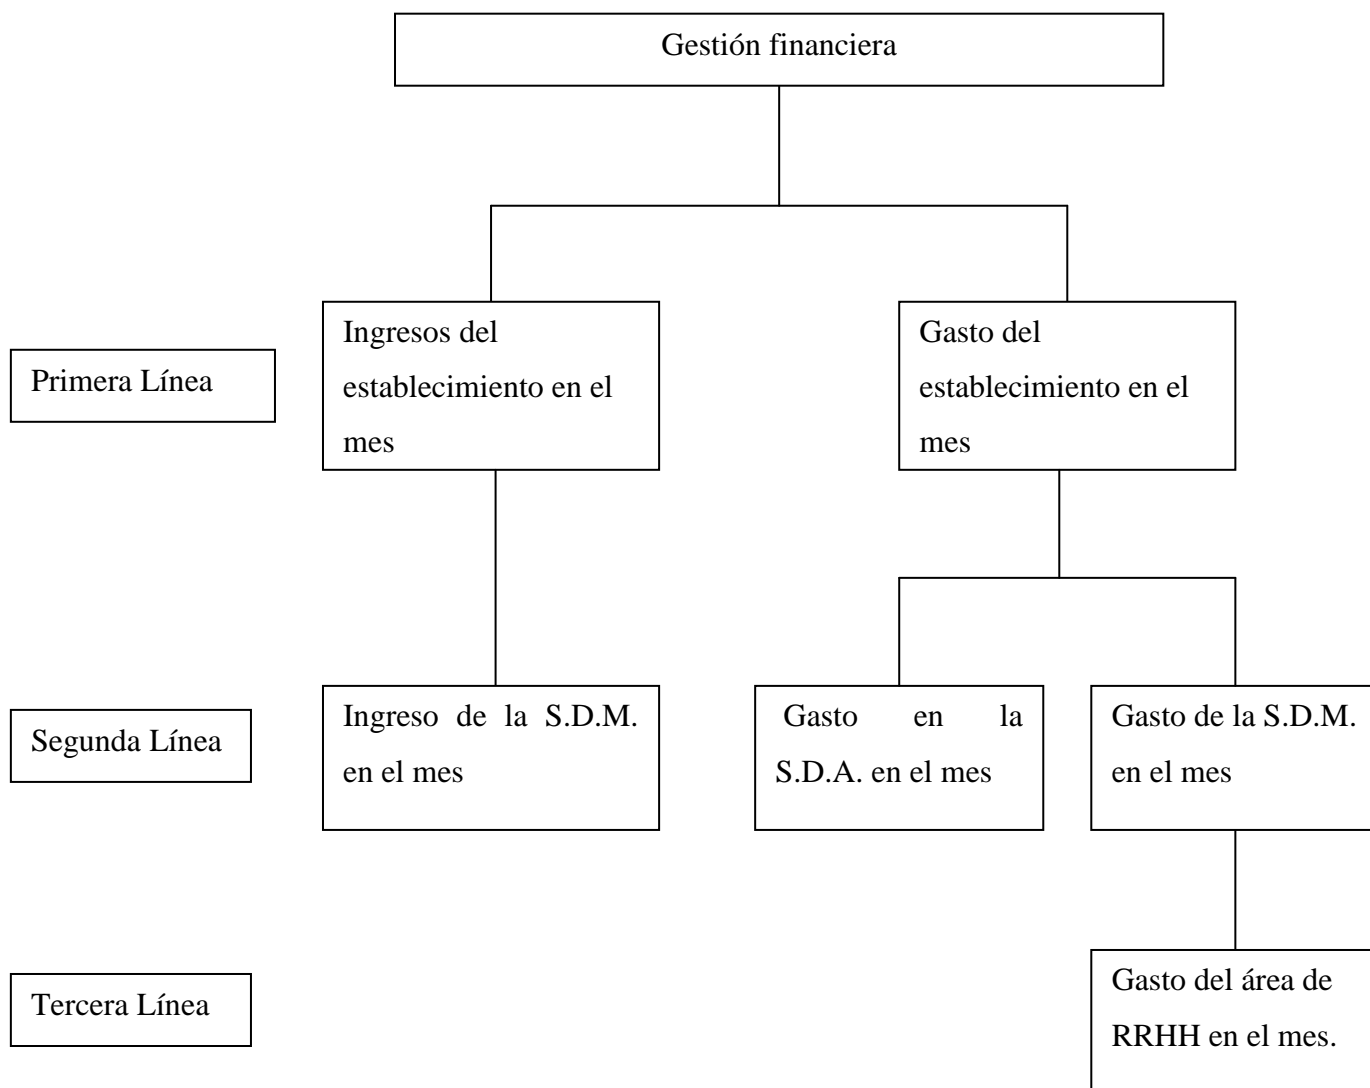 Gestión financiera
Primera Línea
Ingresos del
establecimiento en el
mes
Gasto del
establecimiento en el
mes
Segunda Línea
Ingreso de la S.D.M.
en el mes
Gasto en la
S.D.A. en el mes
Gasto de la S.D.M.
en el mes
Tercera Línea
Gasto del área de
RRHH en el mes.